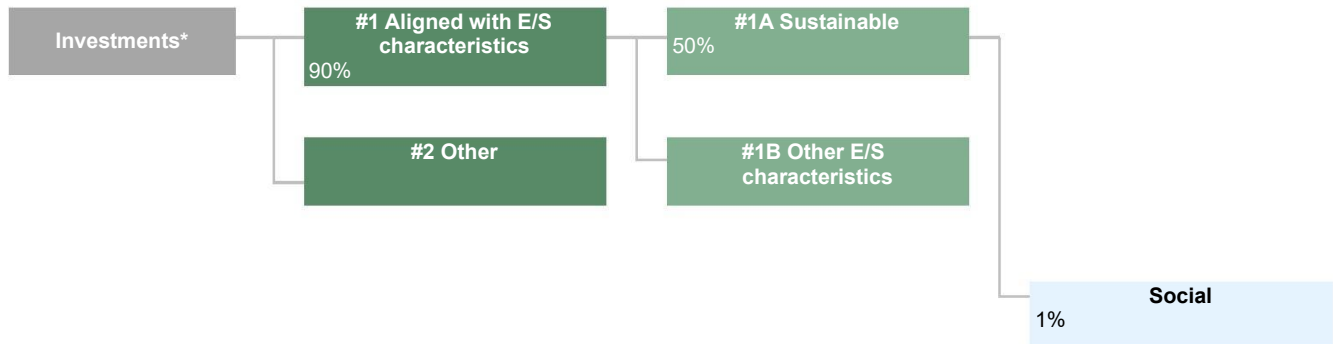 Investments*
#1 Aligned with E/S
characteristics
90%
#1A Sustainable
50%
#2 Other
#1B Other E/S
characteristics
Social
1%